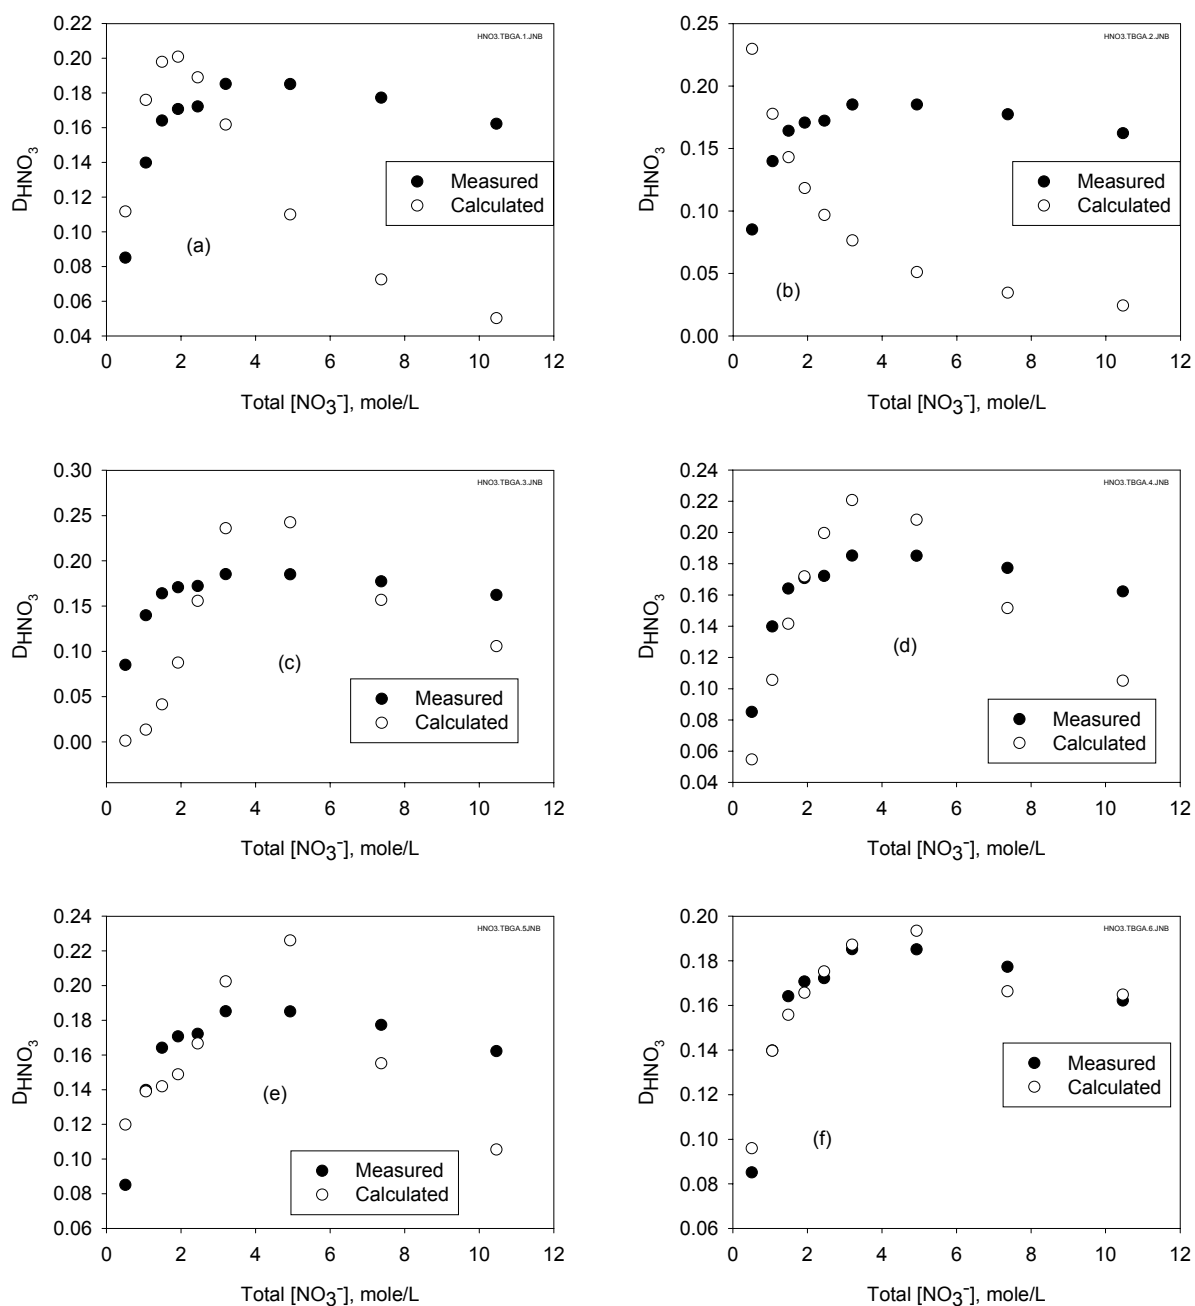 0.22
0.20
0.18
0.16
0.14
0.12
0.10
0.08
0.06
0.04
DHNO3
HNO3.TBGA.1.JNB
Measured
Calculated
(a)
0 2 4 6 8 10 12
Total [NO3-], mole/L
0.25
0.20
0.15
0.10
0.05
0.00
DHNO3
HNO3.TBGA.2.JNB
Measured
Calculated
(b)
0 2 4 6 8 10 12
Total [NO3-], mole/L
0.30
0.25
0.20
0.15
0.10
0.05
0.00
DHNO3
HNO3.TBGA.3.JNB
(c)
Measured
Calculated
0 2 4 6 8 10 12
Total [NO3-], mole/L
0.24
0.22
0.20
0.18
0.16
0.14
0.12
0.10
0.08
0.06
0.04
DHNO3
HNO3.TBGA.4.JNB
(d)
Measured
Calculated
0 2 4 6 8 10 12
Total [NO3-], mole/L
0.24
0.22
0.20
0.18
0.16
0.14
0.12
0.10
0.08
0.06
DHNO3
HNO3.TBGA.5JNB
(e)
Measured
Calculated
0 2 4 6 8 10 12
Total [NO3-], mole/L
0.20
0.18
0.16
0.14
0.12
0.10
0.08
0.06
DHNO3
HNO3.TBGA.6.JNB
Measured
Calculated
(f)
0 2 4 6 8 10 12
Total [NO3-], mole/L